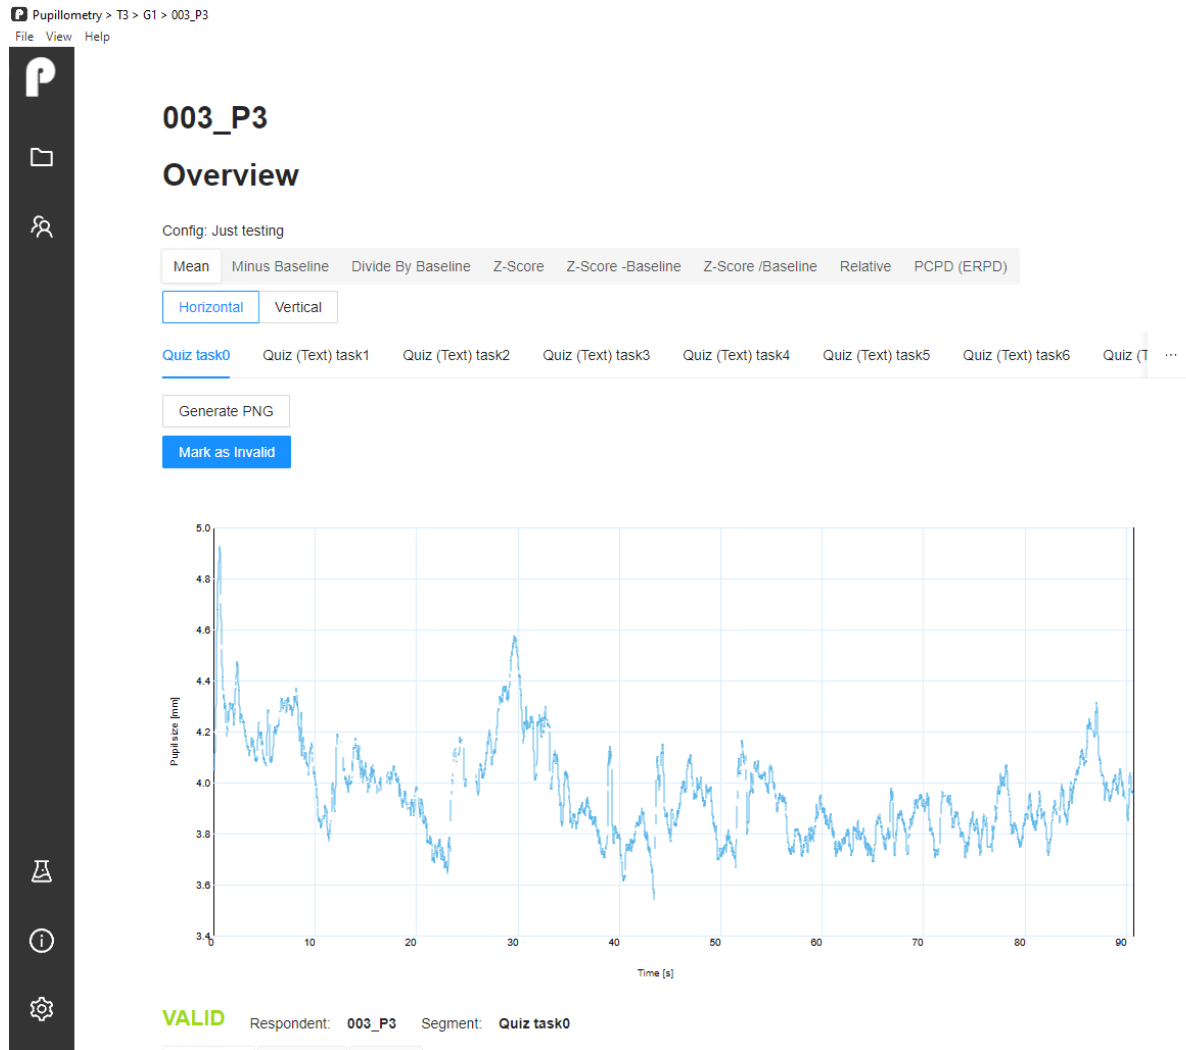 Pupillometry > T3 > G1 > 003_P3
File View Help
003_P3
Overview
Config: Just testing
Mean Minus Baseline Divide By Baseline Z-Score Z-Score -Baseline Z-Score /Baseline Relative PCPD (ERPD)
Horizontal Vertical
Quiz task0 Quiz (Text) task1 Quiz (Text) task2 Quiz (Text) task3 Quiz (Text) task4 Quiz (Text) task5 Quiz (Text) task6 Quiz (T ...
Generate PNG
Mark as Invalid
5.0
4.8
4.6
4.4
4.2
Pupil size [mm]
4.0
3.8
3.6
3.4
0 10 20 30 40 50 60 70 80 90
Time [s]
VALID Respondent: 003_P3 Segment: Quiz task0